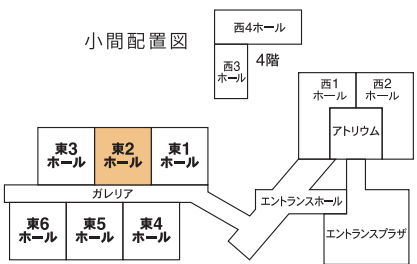 小間配置図
西4ホール
西3
ホール
4階
西1
ホール
西2
ホール
アトリウム
東3
ホール
東2
ホール
東1
ホール
ガレリア
エントランスホール
東6
ホール
東5
ホール
東4
ホール
エントランスプラザ